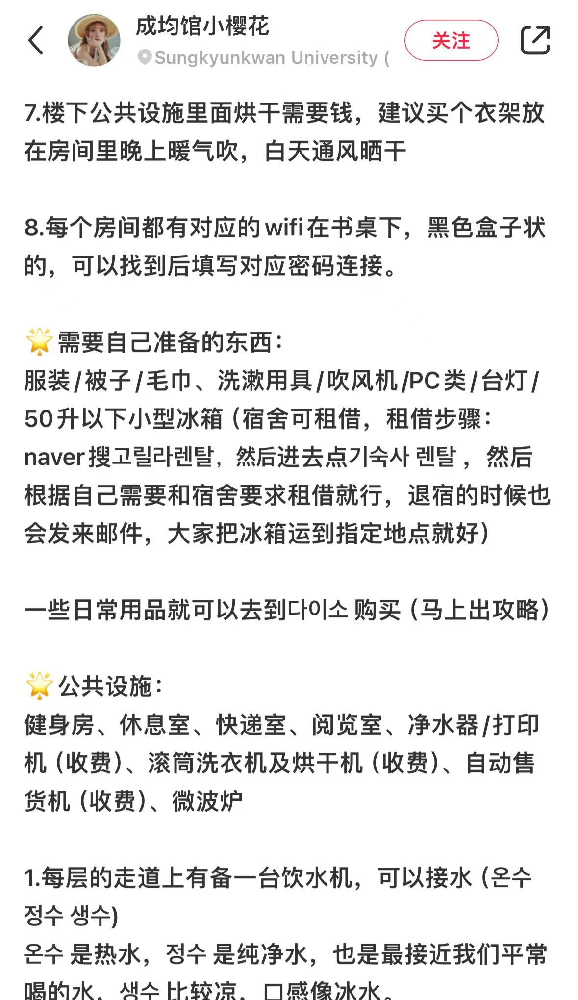 成均馆小樱花
Sungkyunkwan University (
关注
7.楼下公共设施里面烘干需要钱，建议买个衣架放
在房间里晚上暖气吹，白天通风晒干
8.每个房间都有对应的wifi在书桌下，黑色盒子状
的，可以找到后填写对应密码连接。
🌟需要自己准备的东西：
服装/被子/毛巾、洗漱用具/吹风机/PC类/台灯/
50升以下小型冰箱（宿舍可租借，租借步骤：
naver搜고릴라렌탈，然后进去点기숙사 렌탈 ，然后
根据自己需要和宿舍要求租借就行，退宿的时候也
会发来邮件，大家把冰箱运到指定地点就好）
一些日常用品就可以去到다이소 购买（马上出攻略）
🌟公共设施：
健身房、休息室、快递室、阅览室、净水器/打印
机（收费）、滚筒洗衣机及烘干机（收费）、自动售
货机（收费）、微波炉
1.每层的走道上有备一台饮水机，可以接水（온수
정수 생수)
온수 是热水，정수 是纯净水，也是最接近我们平常
喝的水，생수 比较凉，口感像冰水。